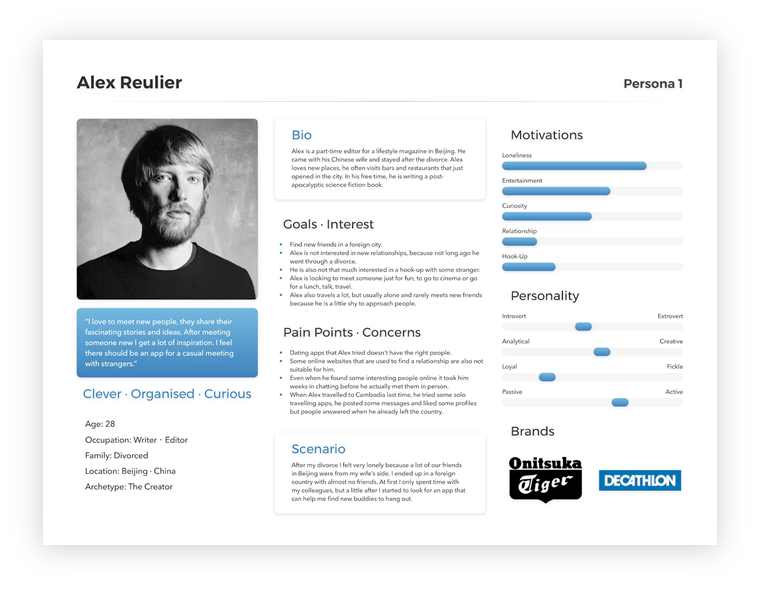 Alex Reulier
Persona 1
"I love to meet new people, they share their
fascinating stories and ideas. After meeting
someone new I get a lot of inspiration. I feel
there should be an app for a casual meeting
with strangers."
Clever · Organised · Curious
Age: 28
Occupation: Writer · Editor
Family: Divorced
Location: Beijing · China
Archetype: The Creator
Bio
Alex is a part-time editor for a lifestyle magazine in Beijing. He
came with his Chinese wife and stayed after the divorce. Alex
loves new places, he often visits bars and restaurants that just
opened in the city. In his free time, he is writing a post-
apocalyptic science fiction book.
Goals · Interest
• Find new friends in a foreign city.
• Alex is not interested in new relationships, because not long ago he
went through a divorce.
• He is also not that much interested in a hook-up with some stranger.
• Alex is looking to meet someone just for fun, to go to cinema or go
for a lunch, talk, travel.
• Alex also travels a lot, but usually alone and rarely meets new friends
because he is a little shy to approach people.
Pain Points · Concerns
• Dating apps that Alex tried doesn't have the right people.
• Some online websites that are used to find a relationship are also not
suitable for him.
• Even when he found some interesting people online it took him
weeks in chatting before he actually met them in person.
• When Alex travelled to Cambodia last time, he tried some solo
travelling apps, he posted some messages and liked some profiles
but people answered when he already left the country.
Scenario
After my divorce I felt very lonely because a lot of our friends
in Beijing were from my wife's side. I ended up in a foreign
country with almost no friends. At first I only spent time with
my colleagues, but a little after I started to look for an app that
can help me find new buddies to hang out.
Motivations
Loneliness
Entertainment
Curiosity
Relationship
Hook-Up
Personality
Introvert Extrovert
Analytical Creative
Loyal Fickle
Passive Active
Brands
Onitsuka
Tiger
DECATHLON